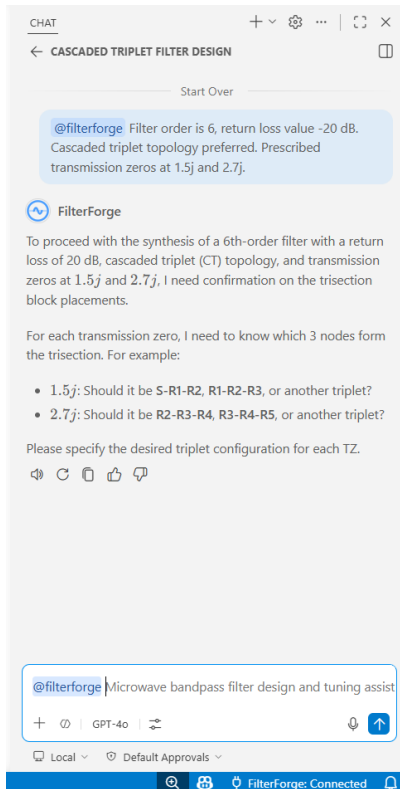 CHAT
CASCADED TRIPLET FILTER DESIGN
Start Over
@filterforge Filter order is 6, return loss value -20 dB.
Cascaded triplet topology preferred. Prescribed
transmission zeros at 1.5j and 2.7j.
FilterForge
To proceed with the synthesis of a 6th-order filter with a return
loss of 20 dB, cascaded triplet (CT) topology, and transmission
zeros at 1.5j and 2.7j, I need confirmation on the trisection
block placements.
For each transmission zero, I need to know which 3 nodes form
the trisection. For example:
• 1.5j: Should it be S-R1-R2, R1-R2-R3, or another triplet?
• 2.7j: Should it be R2-R3-R4, R3-R4-R5, or another triplet?
Please specify the desired triplet configuration for each TZ.
@filterforge Microwave bandpass filter design and tuning assist
GPT-4o
Local Default Approvals
FilterForge: Connected